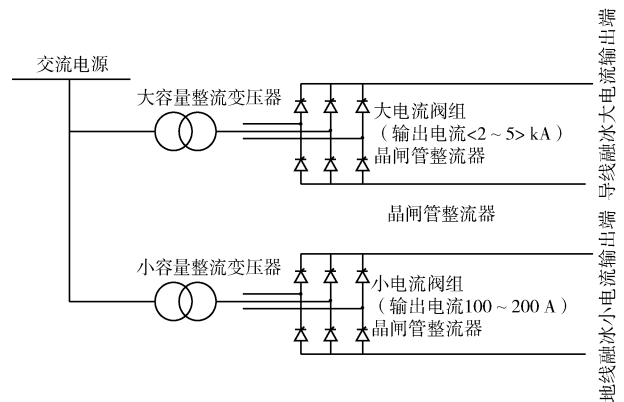 交流电源
大容量整流变压器
大电流阀组
（输出电流<2～5> kA）
晶闸管整流器
导线融冰大电流输出端
晶闸管整流器
小容量整流变压器
小电流阀组
（输出电流100～200 A）
晶闸管整流器
地线融冰小电流输出端